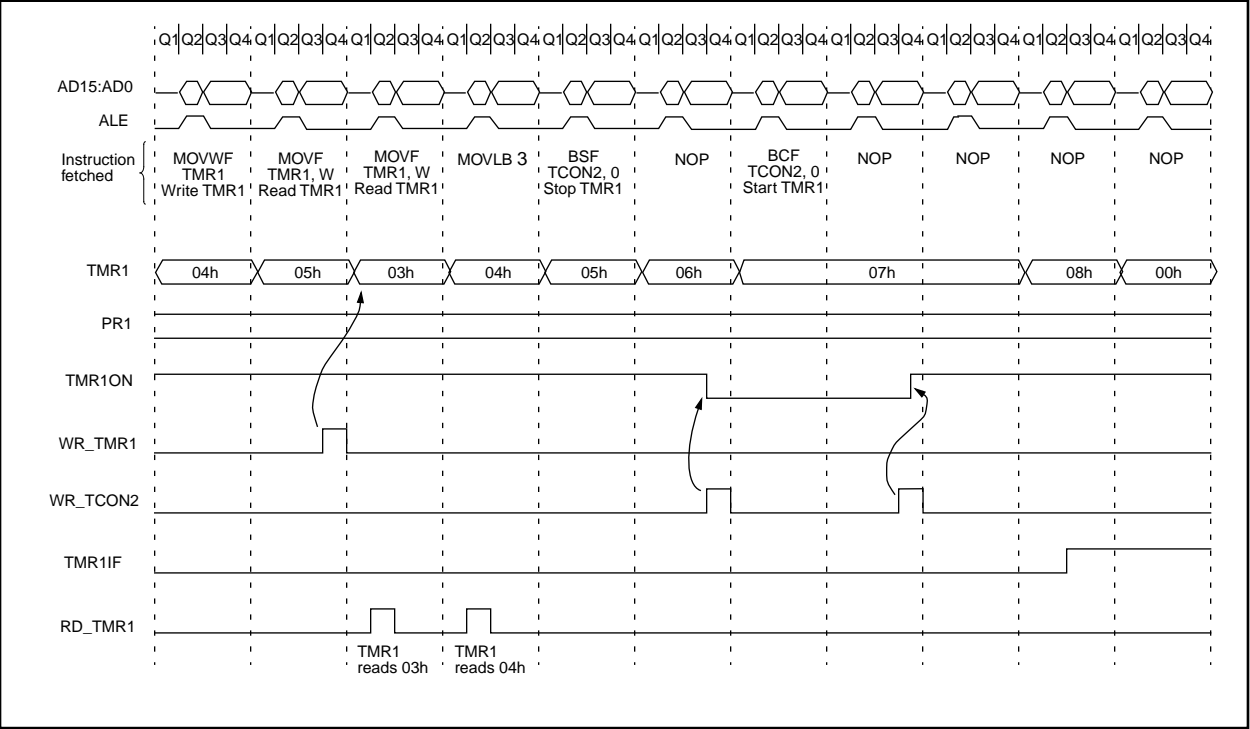 Q1 Q2 Q3 Q4 Q1 Q2 Q3 Q4 Q1 Q2 Q3 Q4 Q1 Q2 Q3 Q4 Q1 Q2 Q3 Q4 Q1 Q2 Q3 Q4 Q1 Q2 Q3 Q4 Q1 Q2 Q3 Q4 Q1 Q2 Q3 Q4 Q1 Q2 Q3 Q4 Q1 Q2 Q3 Q4
AD15:AD0
ALE
Instruction
fetched
MOVWF
TMR1
Write TMR1
MOVF
TMR1, W
Read TMR1
MOVF
TMR1, W
Read TMR1
MOVLB 3
BSF
TCON2, 0
Stop TMR1
NOP
BCF
TCON2, 0
Start TMR1
NOP
NOP
NOP
NOP
TMR1 04h 05h 03h 04h 05h 06h 07h 08h 00h
PR1
TMR1ON
WR_TMR1
WR_TCON2
TMR1IF
RD_TMR1
TMR1
reads 03h
TMR1
reads 04h